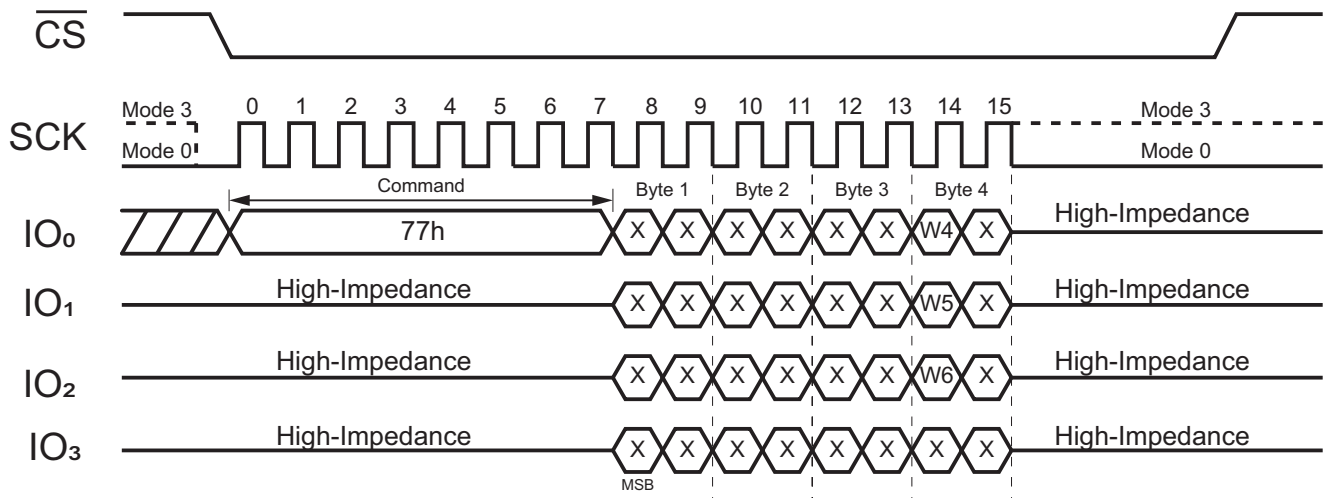 CS
Mode 3 0 1 2 3 4 5 6 7 8 9 10 11 12 13 14 15 Mode 3
SCK
Mode 0 Mode 0
Command Byte 1 Byte 2 Byte 3 Byte 4
IO₀ 77h X X X X X X W4 X High-Impedance
IO₁ High-Impedance X X X X X X W5 X High-Impedance
IO₂ High-Impedance X X X X X X W6 X High-Impedance
IO₃ High-Impedance X X X X X X X X High-Impedance
MSB